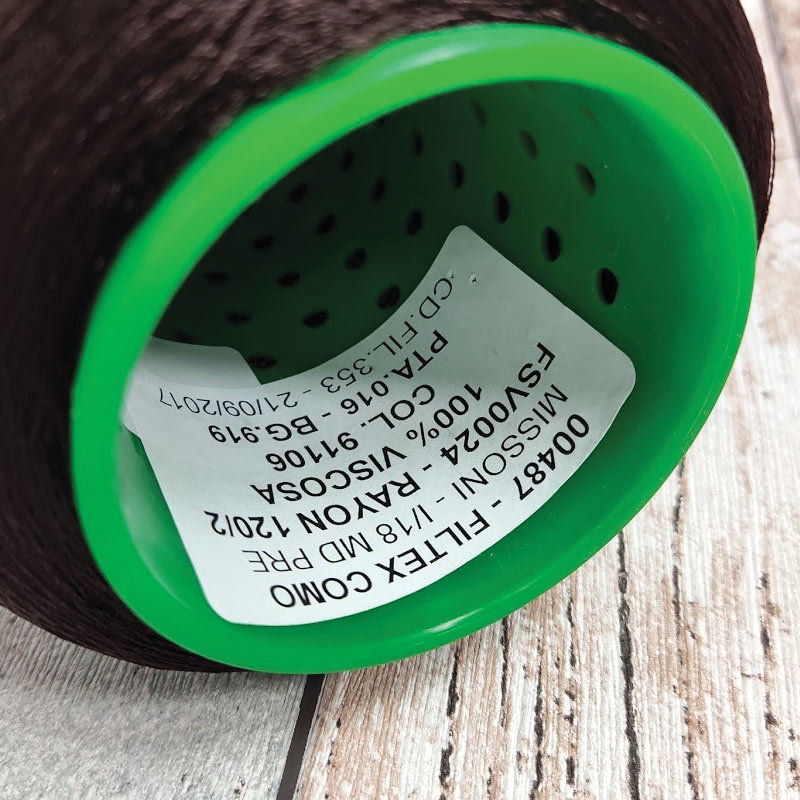 00487 - FILTEX COMO
MISSONI - I/18 MD PRE
FSV0024 - RAYON 120/2
100% VISCOSA
COL. 91106
PTA.016 - BG.919
CD.FIL.353 - 21/09/2017